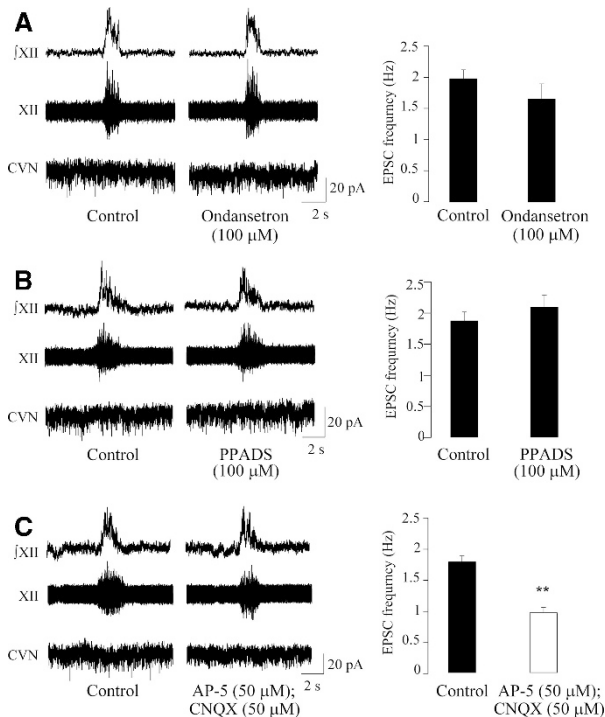 A
∫XII
XII
CVN
20 pA
2 s
Control
Ondansetron
(100 µM)
EPSC frequrncy (Hz)
2.5
2
1.5
1
0.5
0
Control
Ondansetron
(100 µM)
B
∫XII
XII
CVN
20 pA
2 s
Control
PPADS
(100 µM)
EPSC frequrncy (Hz)
2.5
2
1.5
1
0.5
0
Control
PPADS
(100 µM)
C
∫XII
XII
CVN
20 pA
2 s
Control
AP-5 (50 µM);
CNQX (50 µM)
EPSC frequrncy (Hz)
2.5
2
1.5
1
0.5
0
**
Control
AP-5 (50 µM);
CNQX (50 µM)